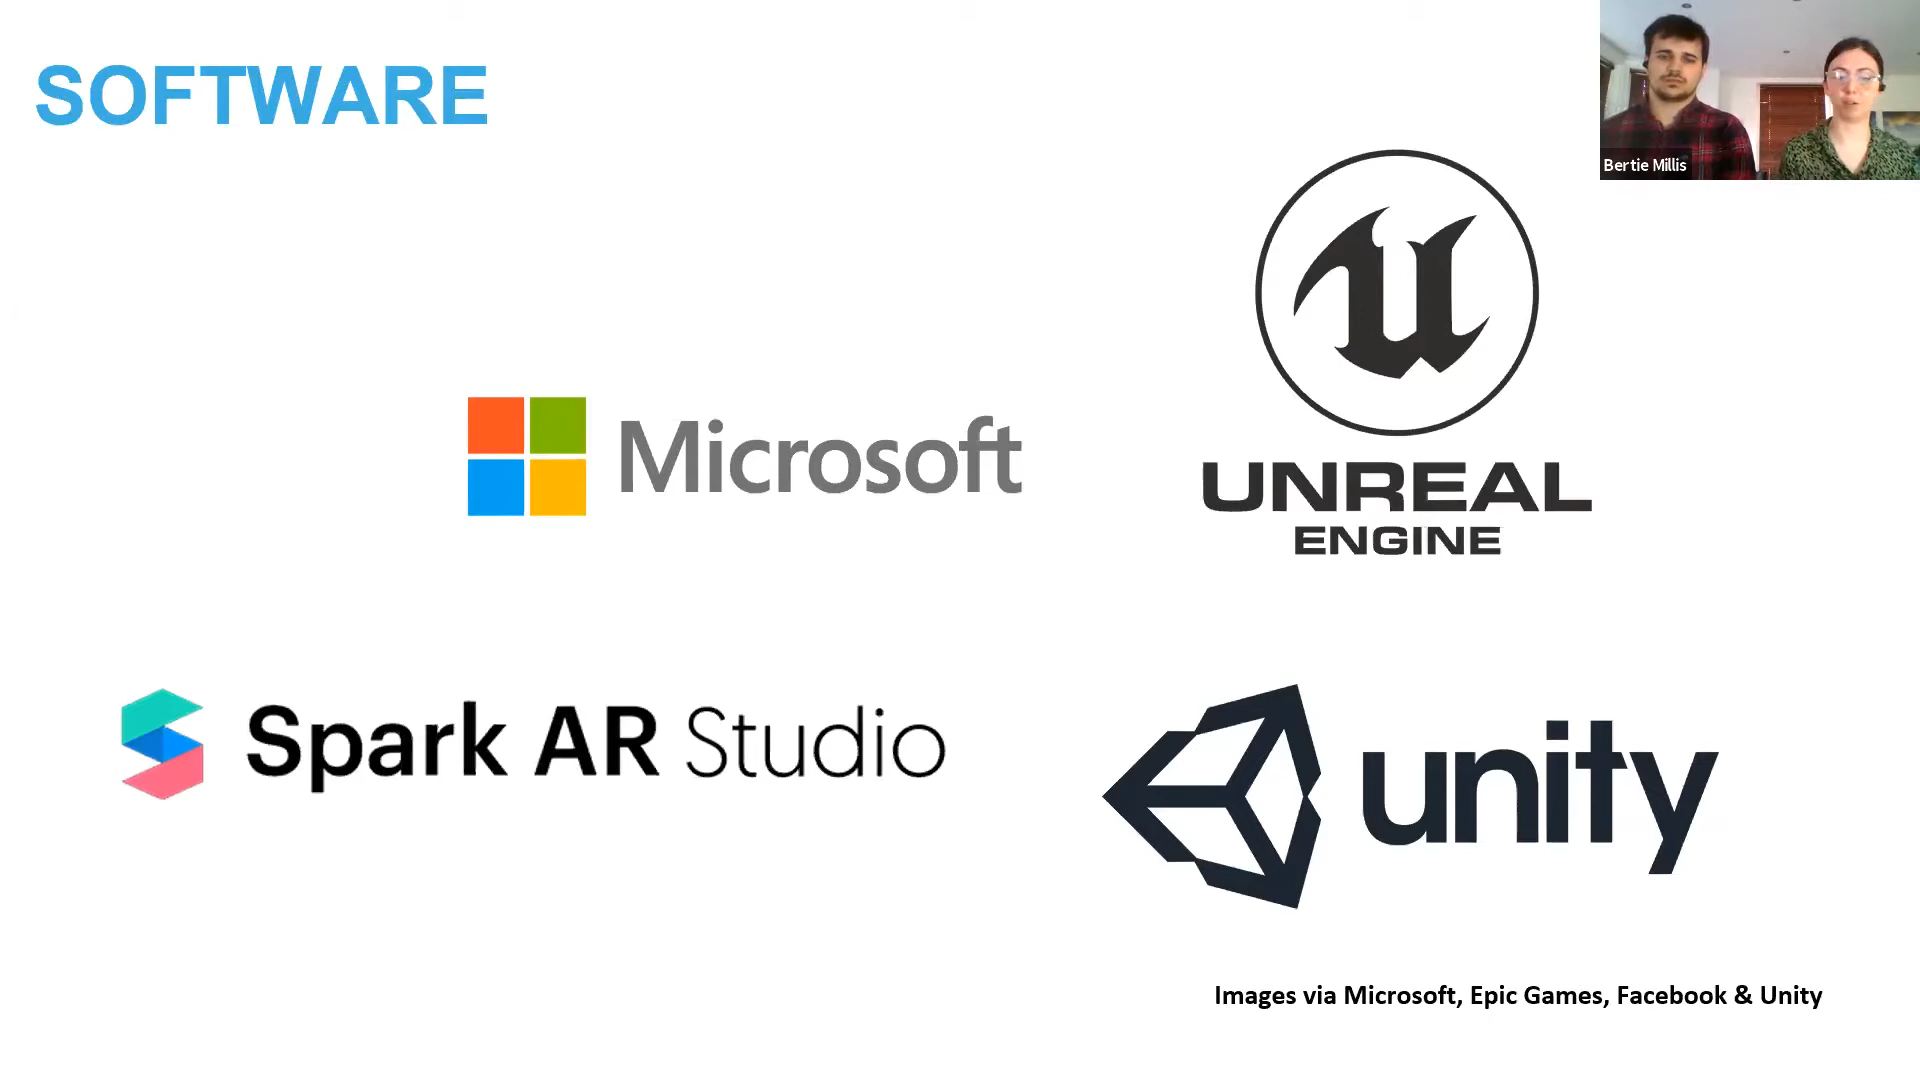 SOFTWARE
Bertie Millis
Microsoft
UNREAL
ENGINE
Spark AR Studio
unity
Images via Microsoft, Epic Games, Facebook & Unity